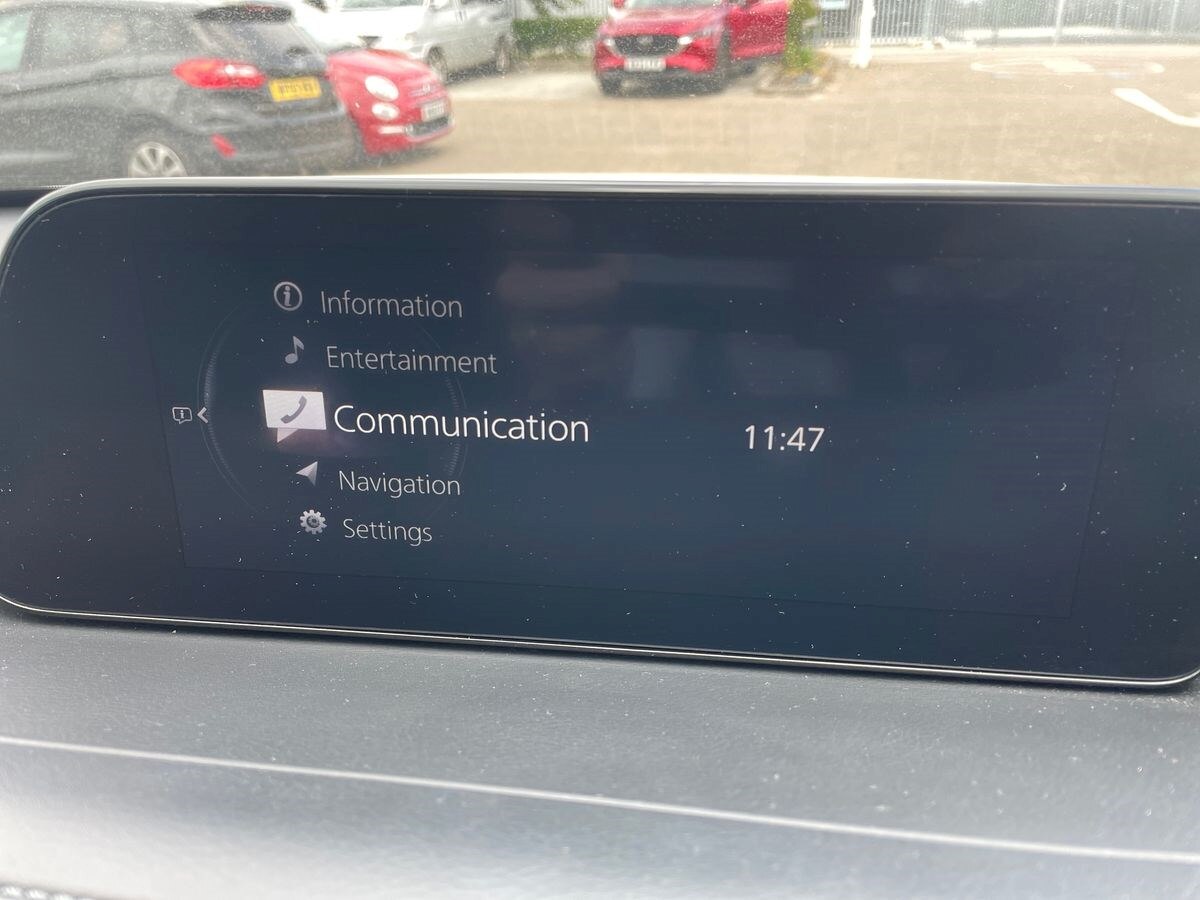 Information
Entertainment
Communication
11:47
Navigation
Settings